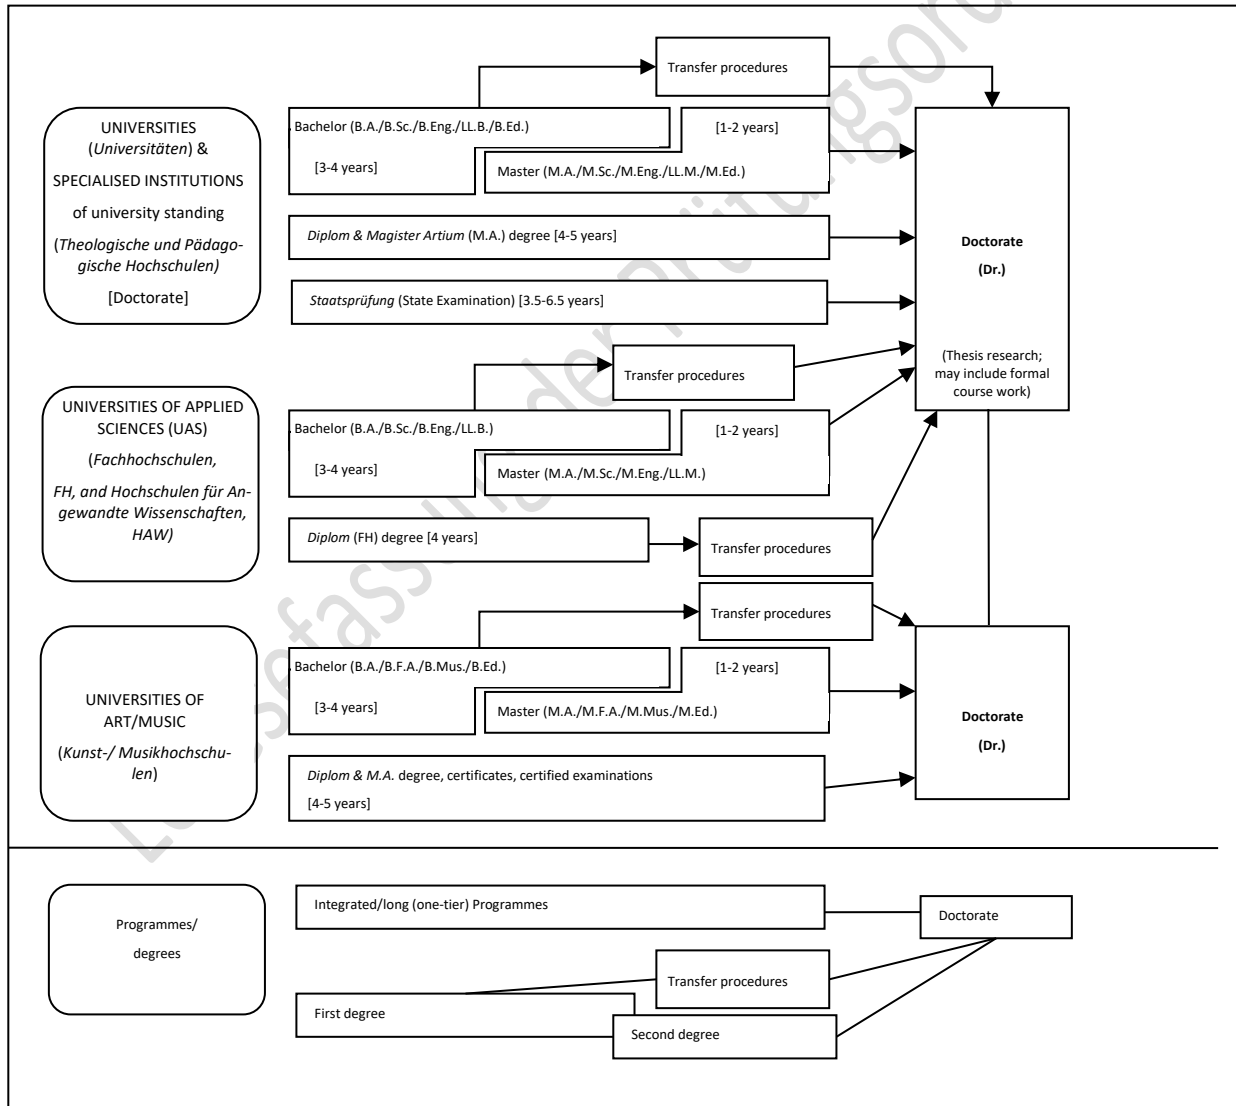 Transfer procedures
UNIVERSITIES
(Universitäten) &
SPECIALISED INSTITUTIONS
of university standing
(Theologische und Pädago-
gische Hochschulen)
[Doctorate]
Bachelor (B.A./B.Sc./B.Eng./LL.B./B.Ed.)
[3-4 years]
[1-2 years]
Master (M.A./M.Sc./M.Eng./LL.M./M.Ed.)
Diplom & Magister Artium (M.A.) degree [4-5 years]
Staatsprüfung (State Examination) [3.5-6.5 years]
Doctorate
(Dr.)
(Thesis research;
may include formal
course work)
UNIVERSITIES OF APPLIED
SCIENCES (UAS)
(Fachhochschulen,
FH, and Hochschulen für An-
gewandte Wissenschaften,
HAW)
Transfer procedures
Bachelor (B.A./B.Sc./B.Eng./LL.B.)
[3-4 years]
[1-2 years]
Master (M.A./M.Sc./M.Eng./LL.M.)
Diplom (FH) degree [4 years]
Transfer procedures
UNIVERSITIES OF
ART/MUSIC
(Kunst-/ Musikhochschu-
len)
Transfer procedures
Bachelor (B.A./B.F.A./B.Mus./B.Ed.)
[3-4 years]
[1-2 years]
Master (M.A./M.F.A./M.Mus./M.Ed.)
Diplom & M.A. degree, certificates, certified examinations
[4-5 years]
Doctorate
(Dr.)
Programmes/
degrees
Integrated/long (one-tier) Programmes
Doctorate
Transfer procedures
First degree
Second degree